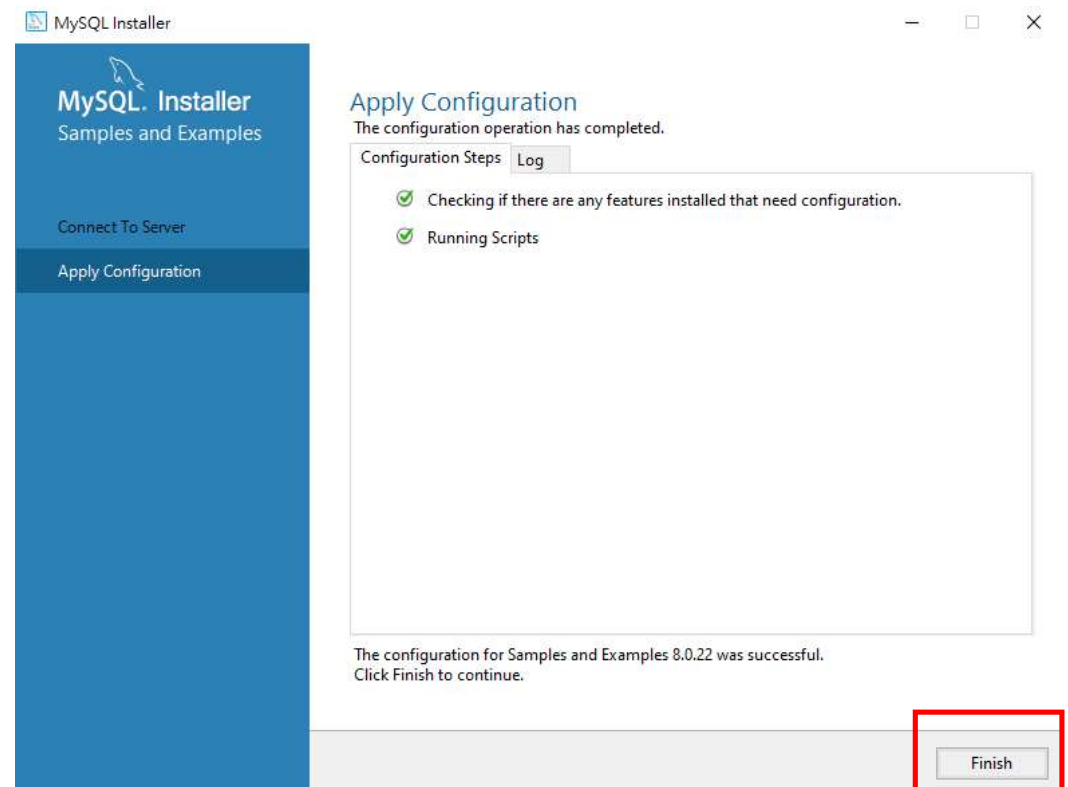 MySQL Installer
MySQL. Installer
Samples and Examples
Connect To Server
Apply Configuration
Apply Configuration
The configuration operation has completed.
Configuration Steps
Log
Checking if there are any features installed that need configuration.
Running Scripts
The configuration for Samples and Examples 8.0.22 was successful.
Click Finish to continue.
Finish